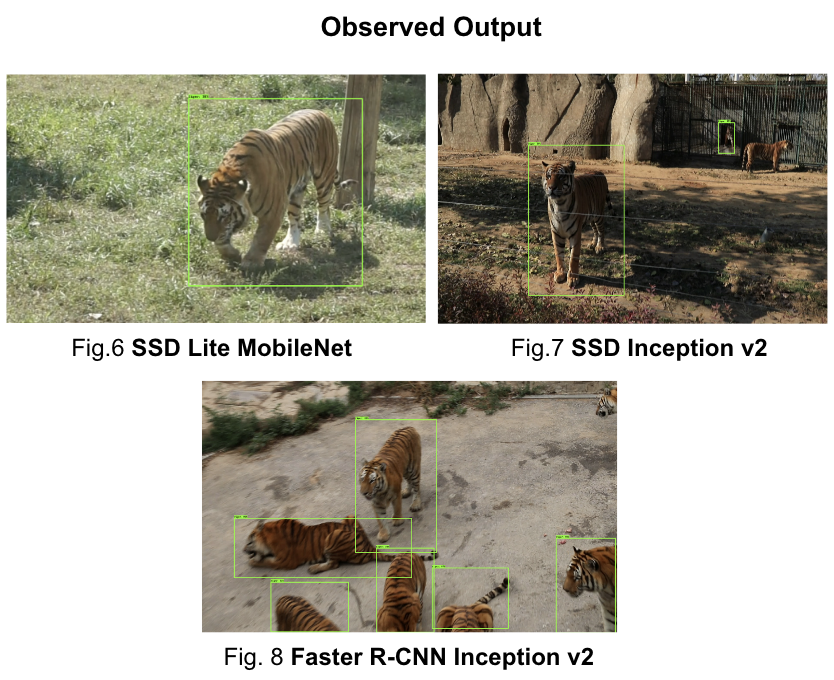 Observed Output
Fig.6 SSD Lite MobileNet
Fig.7 SSD Inception v2
Fig. 8 Faster R-CNN Inception v2